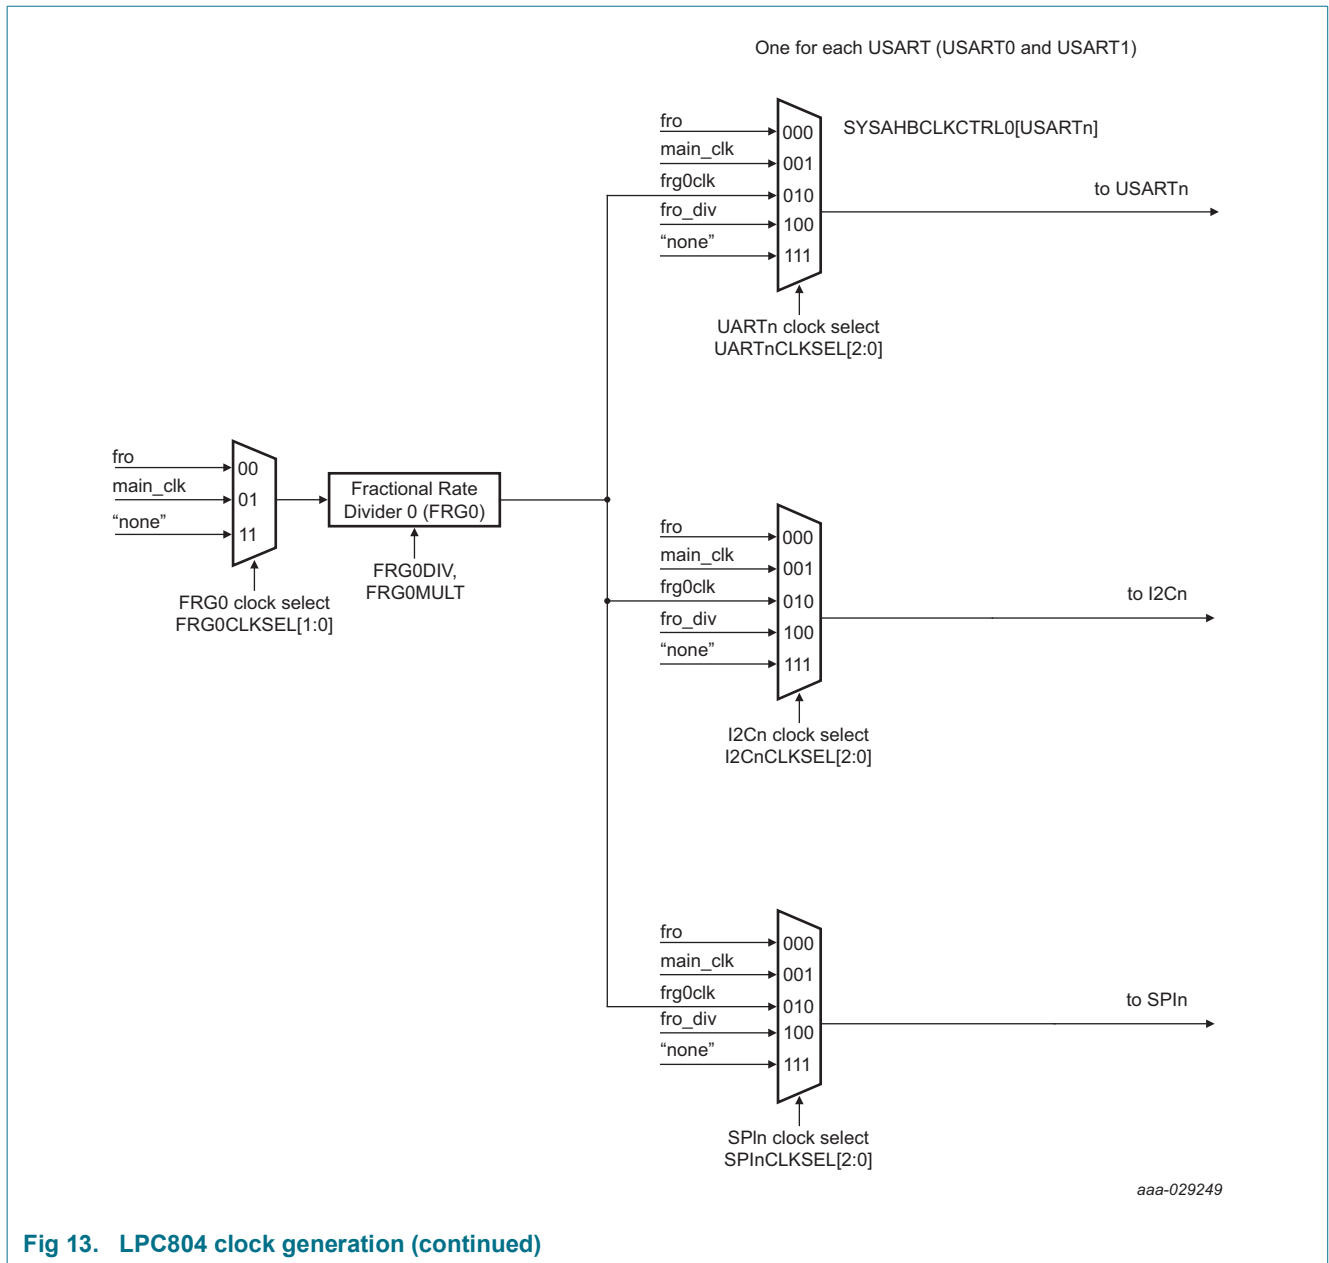 One for each USART (USART0 and USART1)
fro
000
SYSAHBCLKCTRL0[USARTn]
main_clk
001
frg0clk
010
to USARTn
fro_div
100
“none”
111
UARTn clock select
UARTnCLKSEL[2:0]
fro
00
main_clk
01
“none”
11
Fractional Rate
Divider 0 (FRG0)
FRG0DIV,
FRG0MULT
FRG0 clock select
FRG0CLKSEL[1:0]
fro
000
main_clk
001
frg0clk
010
to I2Cn
fro_div
100
“none”
111
I2Cn clock select
I2CnCLKSEL[2:0]
fro
000
main_clk
001
frg0clk
010
to SPIn
fro_div
100
“none”
111
SPIn clock select
SPInCLKSEL[2:0]
aaa-029249
Fig 13. LPC804 clock generation (continued)